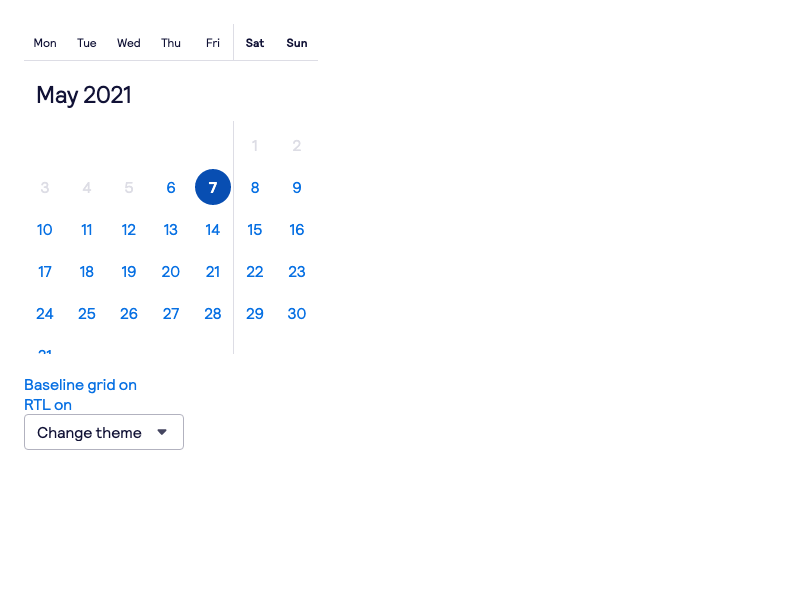 Mon Tue Wed Thu Fri Sat Sun
May 2021
1 2
3 4 5 6 7 8 9
10 11 12 13 14 15 16
17 18 19 20 21 22 23
24 25 26 27 28 29 30
31
Baseline grid on
RTL on
Change theme